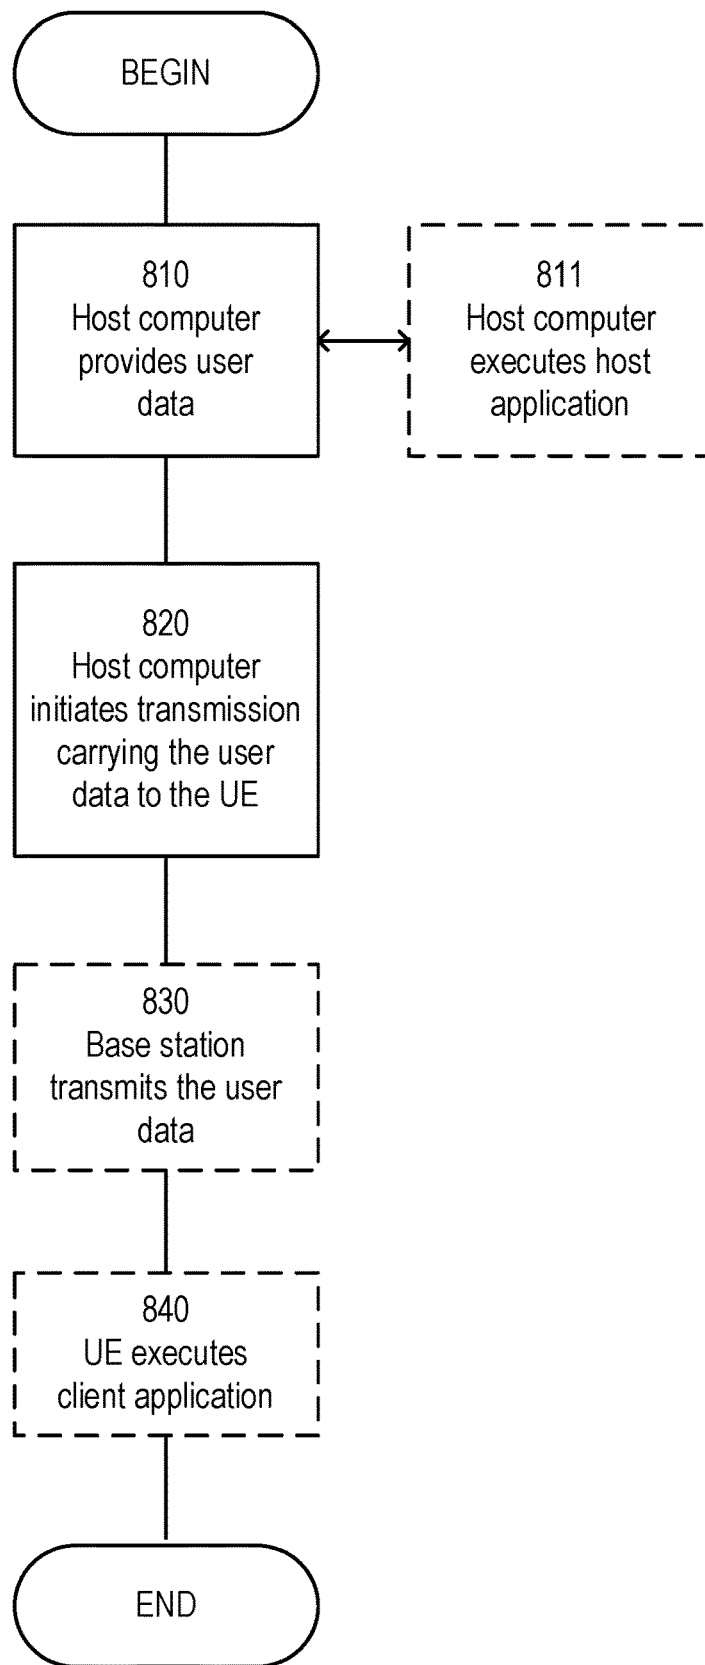 BEGIN
810
Host computer
provides user
data
811
Host computer
executes host
application
820
Host computer
initiates transmission
carrying the user
data to the UE
830
Base station
transmits the user
data
840
UE executes
client application
END